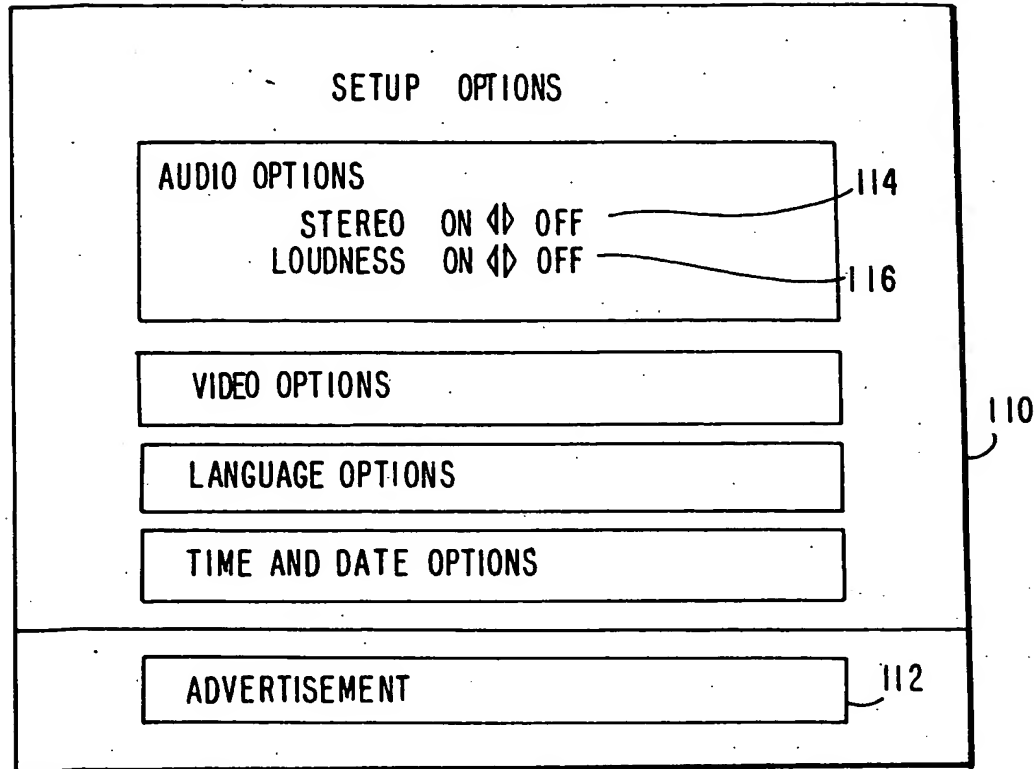 SETUP OPTIONS
AUDIO OPTIONS
STEREO ON ◁▷ OFF
114
LOUDNESS ON ◁▷ OFF
116
VIDEO OPTIONS
110
LANGUAGE OPTIONS
TIME AND DATE OPTIONS
ADVERTISEMENT
112